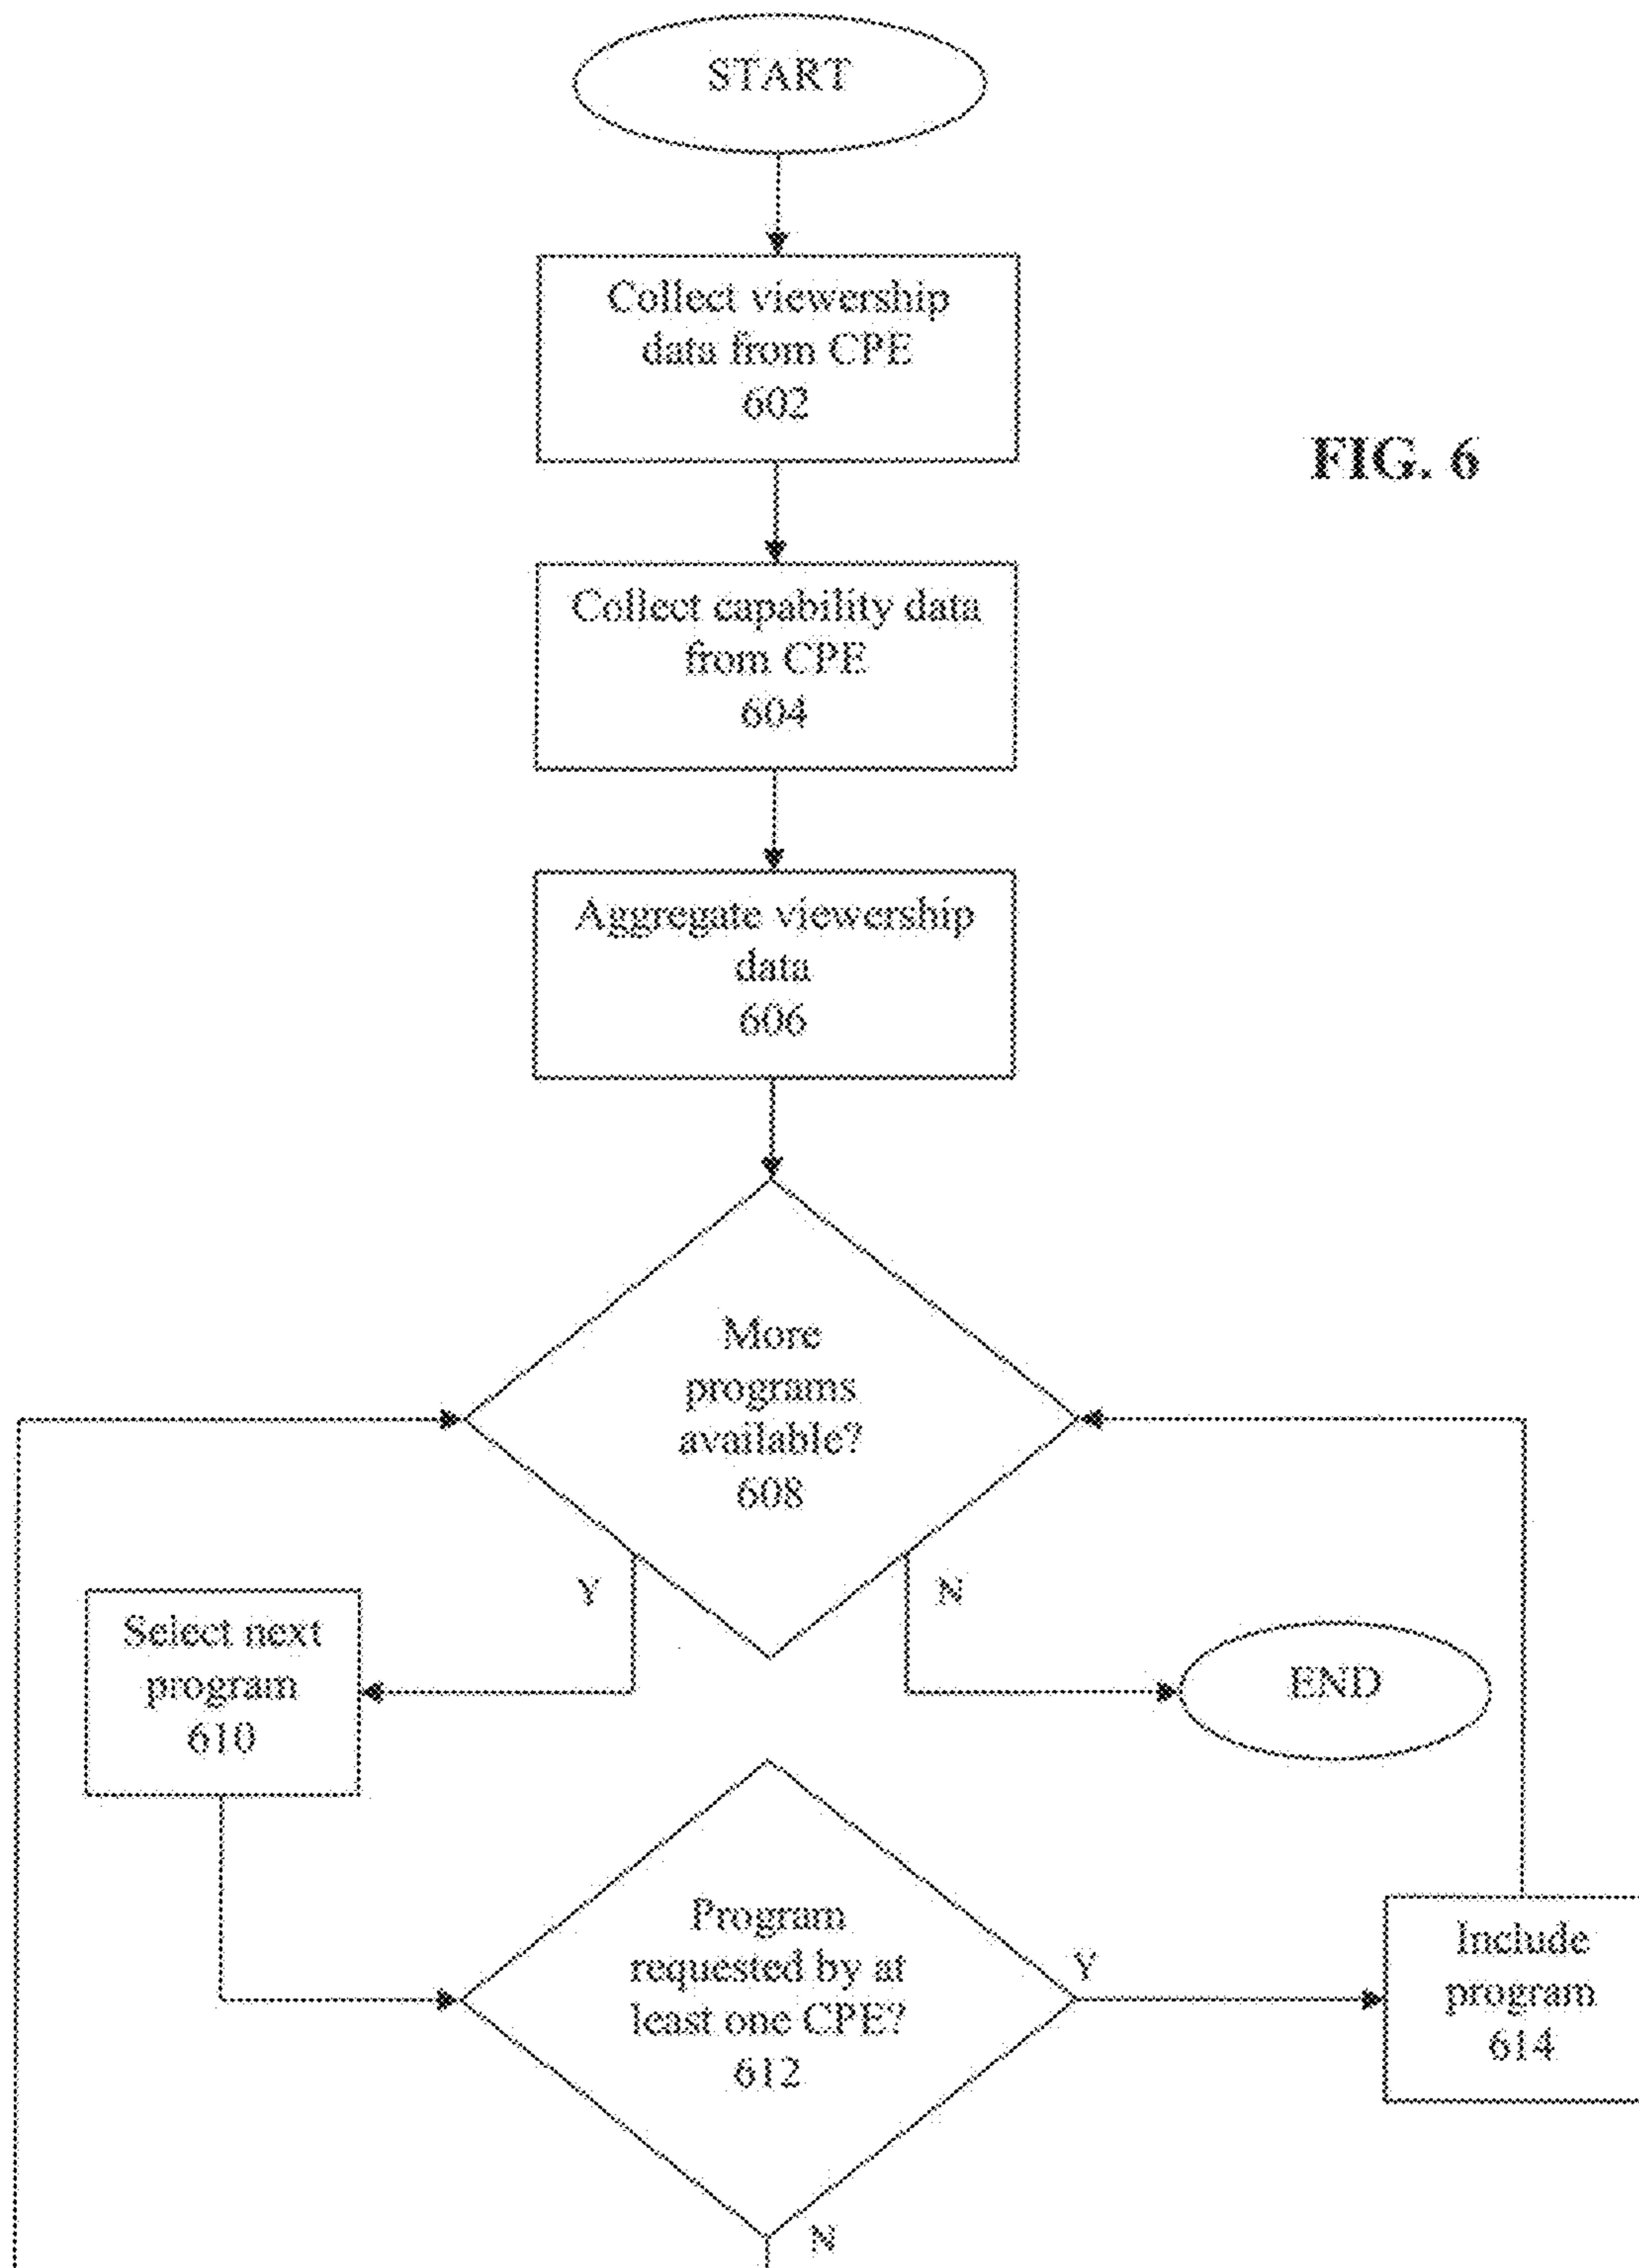 START
Collect viewership
data from CPE
602
FIG. 6
Collect capability data
from CPE
604
Aggregate viewership
data
606
More
programs
available?
608
Y
N
Select next
program
610
END
Program
requested by at
least one CPE?
612
Y
Include
program
614
N